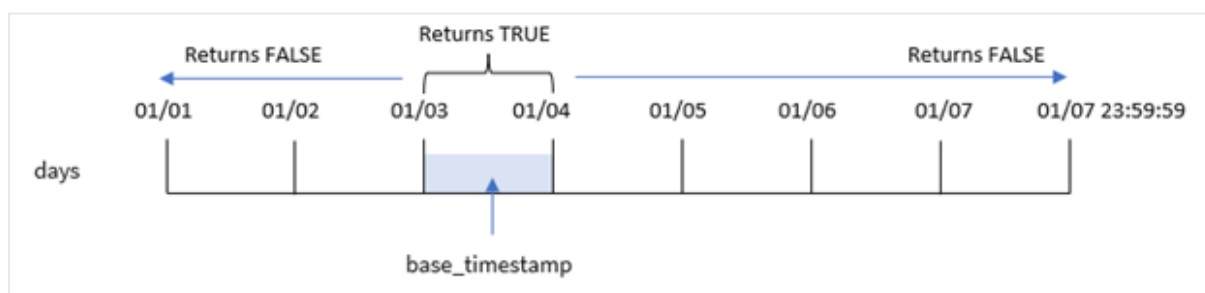 Returns TRUE
Returns FALSE
Returns FALSE
01/01
01/02
01/03
01/04
01/05
01/06
01/07
01/07 23:59:59
days
base_timestamp